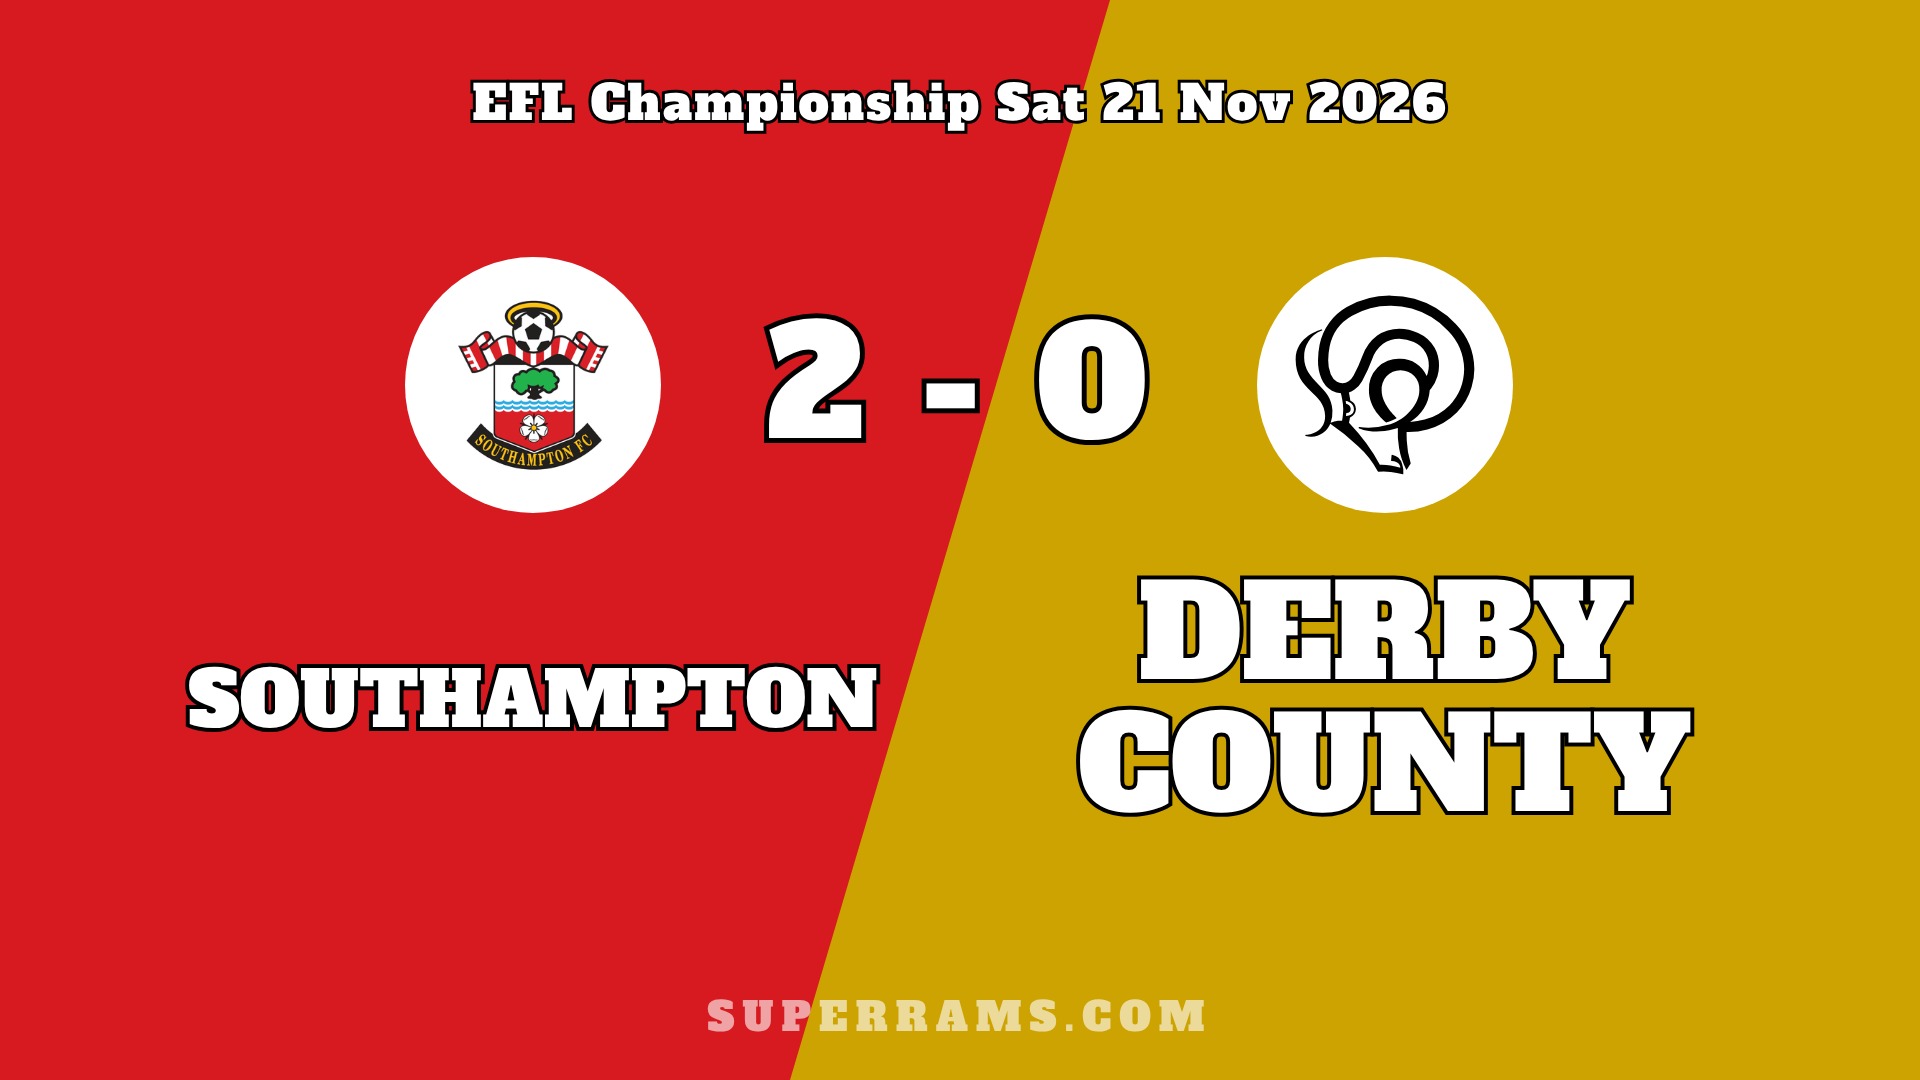 EFL Championship Sat 21 Nov 2026
2 - 0
SOUTHAMPTON FC
SOUTHAMPTON
DERBY
COUNTY
SUPERRAMS.COM